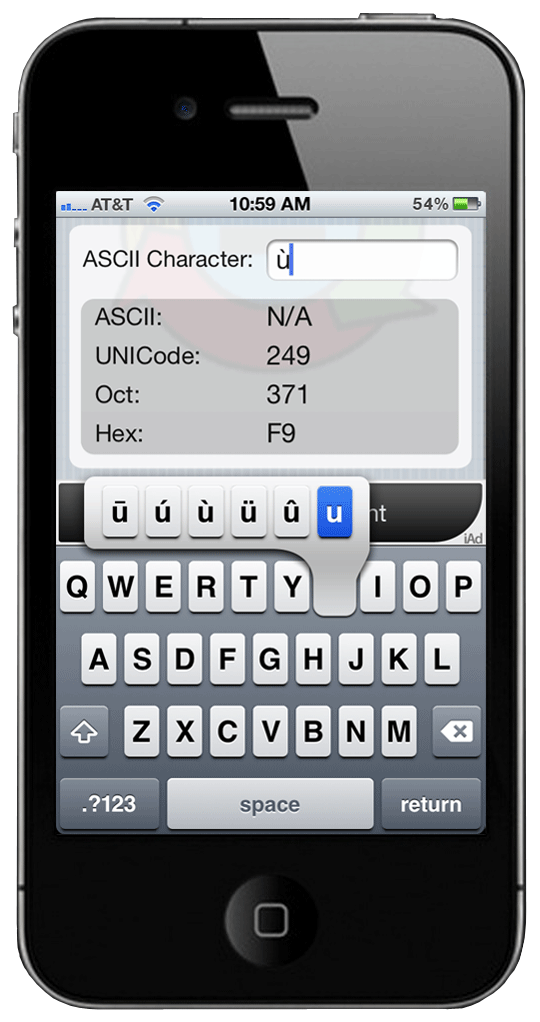 AT&T 10:59 AM 54%
ASCII Character: ù
ASCII: N/A
UNICode: 249
Oct: 371
Hex: F9
ū ú ù ü û u
nt
iAd
Q W E R T Y I O P
A S D F G H J K L
Z X C V B N M
.?123 space return